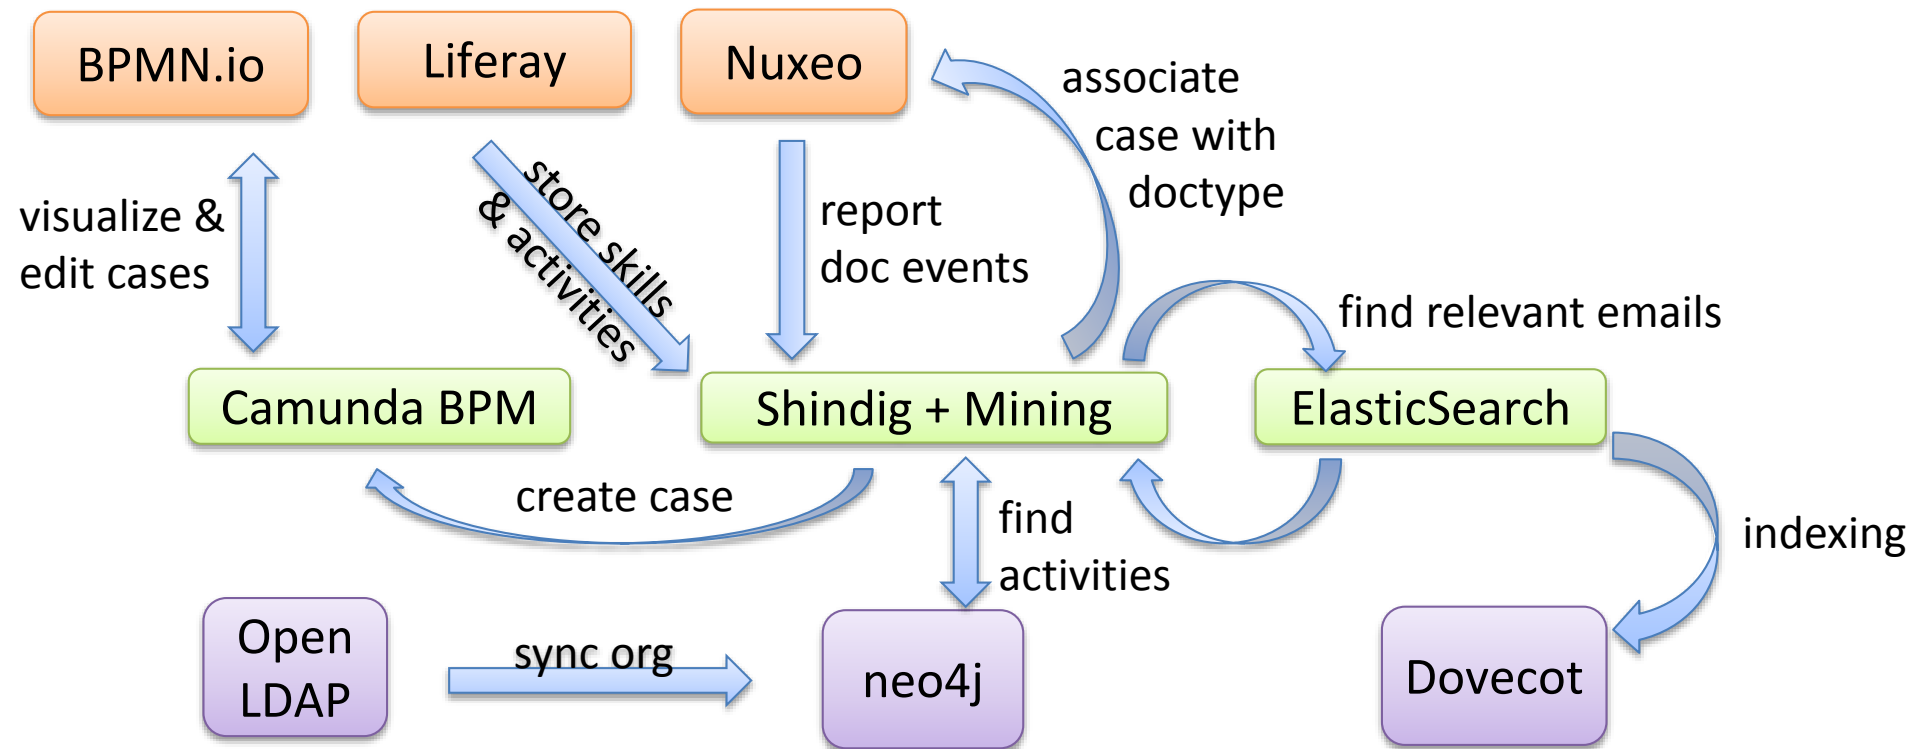 BPMN.io
Liferay
Nuxeo
associate
case with
doctype
visualize &
edit cases
store skills
& activities
report
doc events
find relevant emails
Camunda BPM
Shindig + Mining
ElasticSearch
create case
find
activities
indexing
Open
LDAP
sync org
neo4j
Dovecot